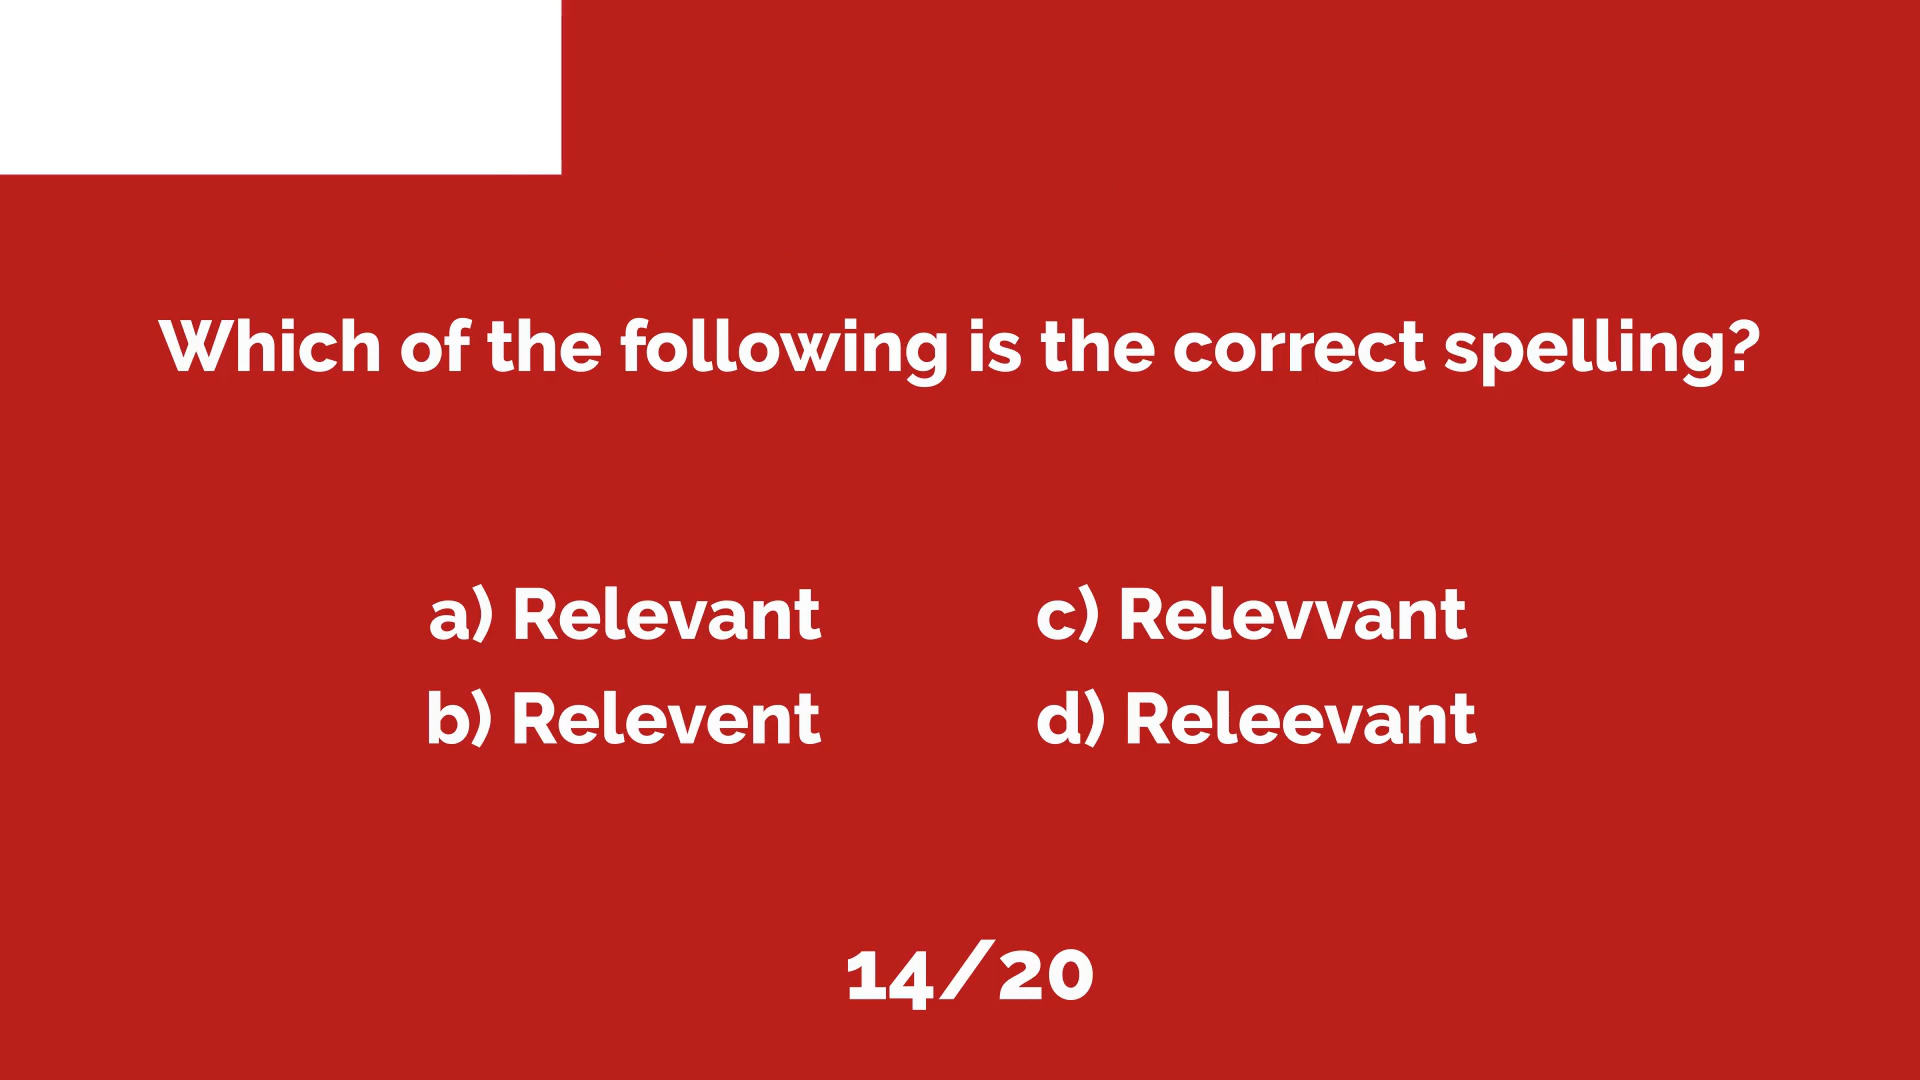 Which of the following is the correct spelling?
a) Relevant
b) Relevent
c) Relevvant
d) Releevant
14/20